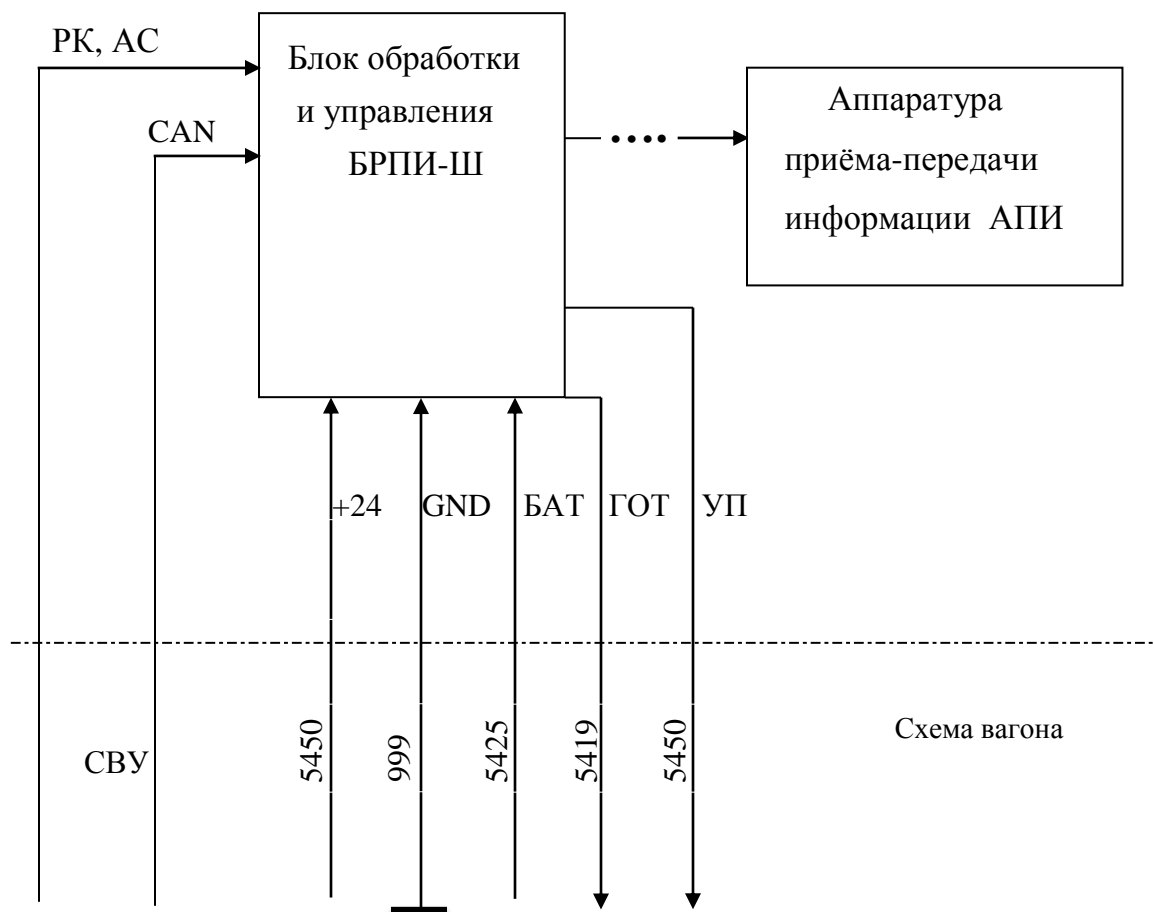 РК, АС
CAN
Блок обработки
и управления
БРПИ-Ш
Аппаратура
приёма-передачи
информации АПИ
+24
GND
БАТ
ГОТ
УП
СВУ
5450
999
5425
5419
5450
Схема вагона